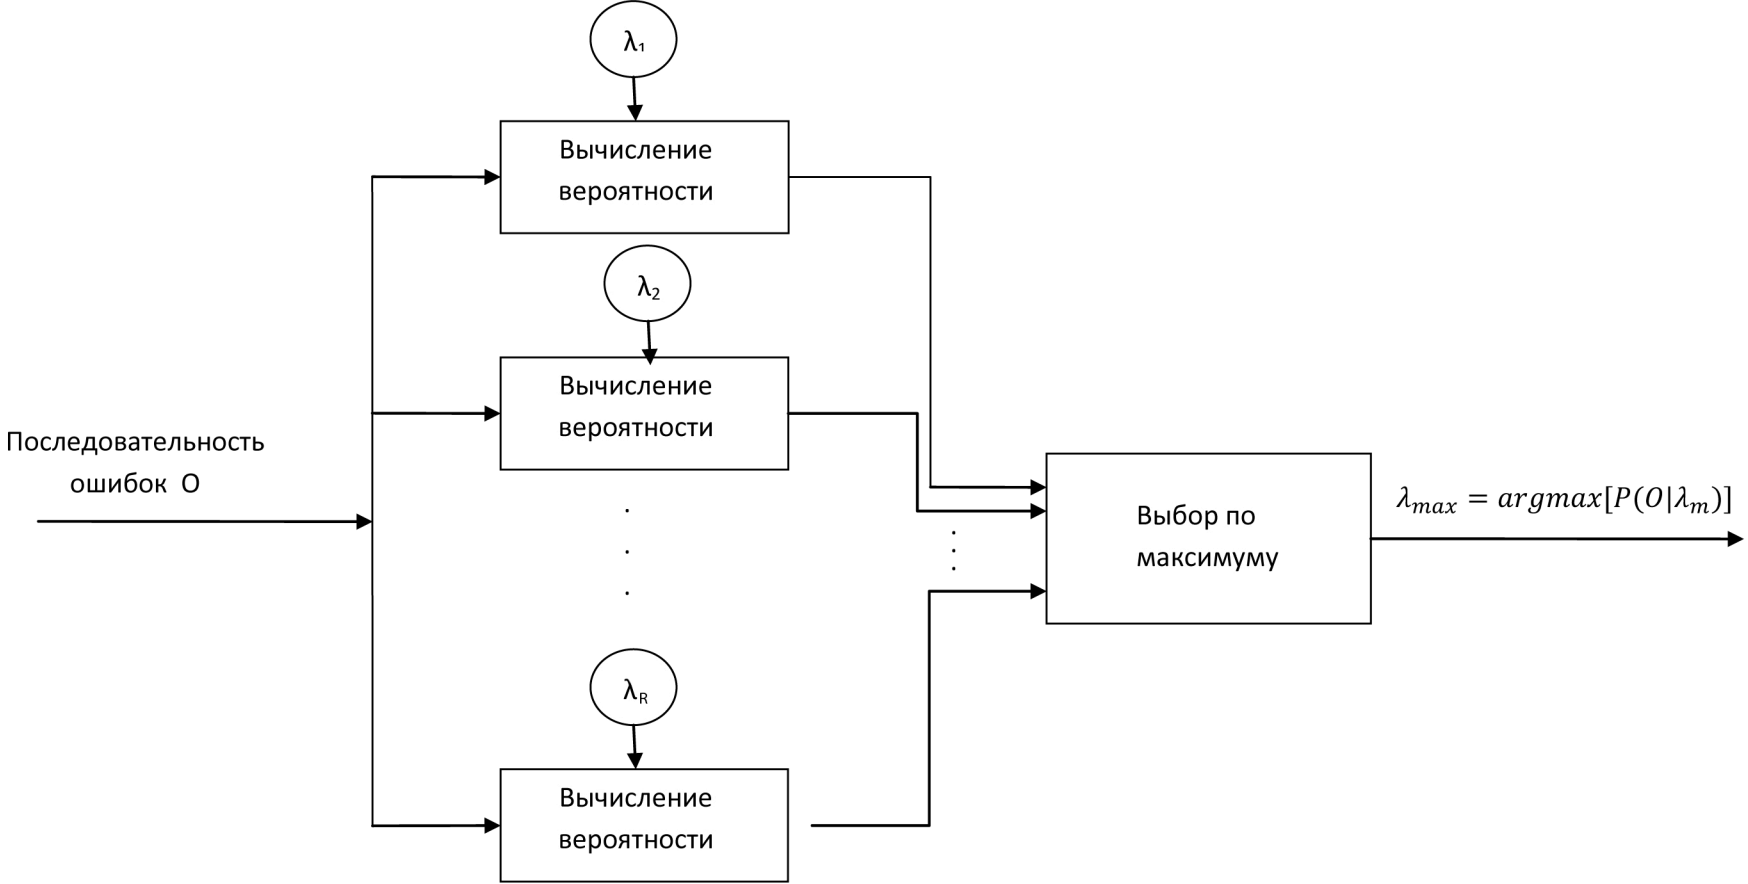 λ₁
Вычисление
вероятности
λ₂
Вычисление
вероятности
Последовательность
ошибок О
.
.
.
.
.
.
Выбор по
максимуму
λ_max = argmax[P(O|λ_m)]
λ_R
Вычисление
вероятности